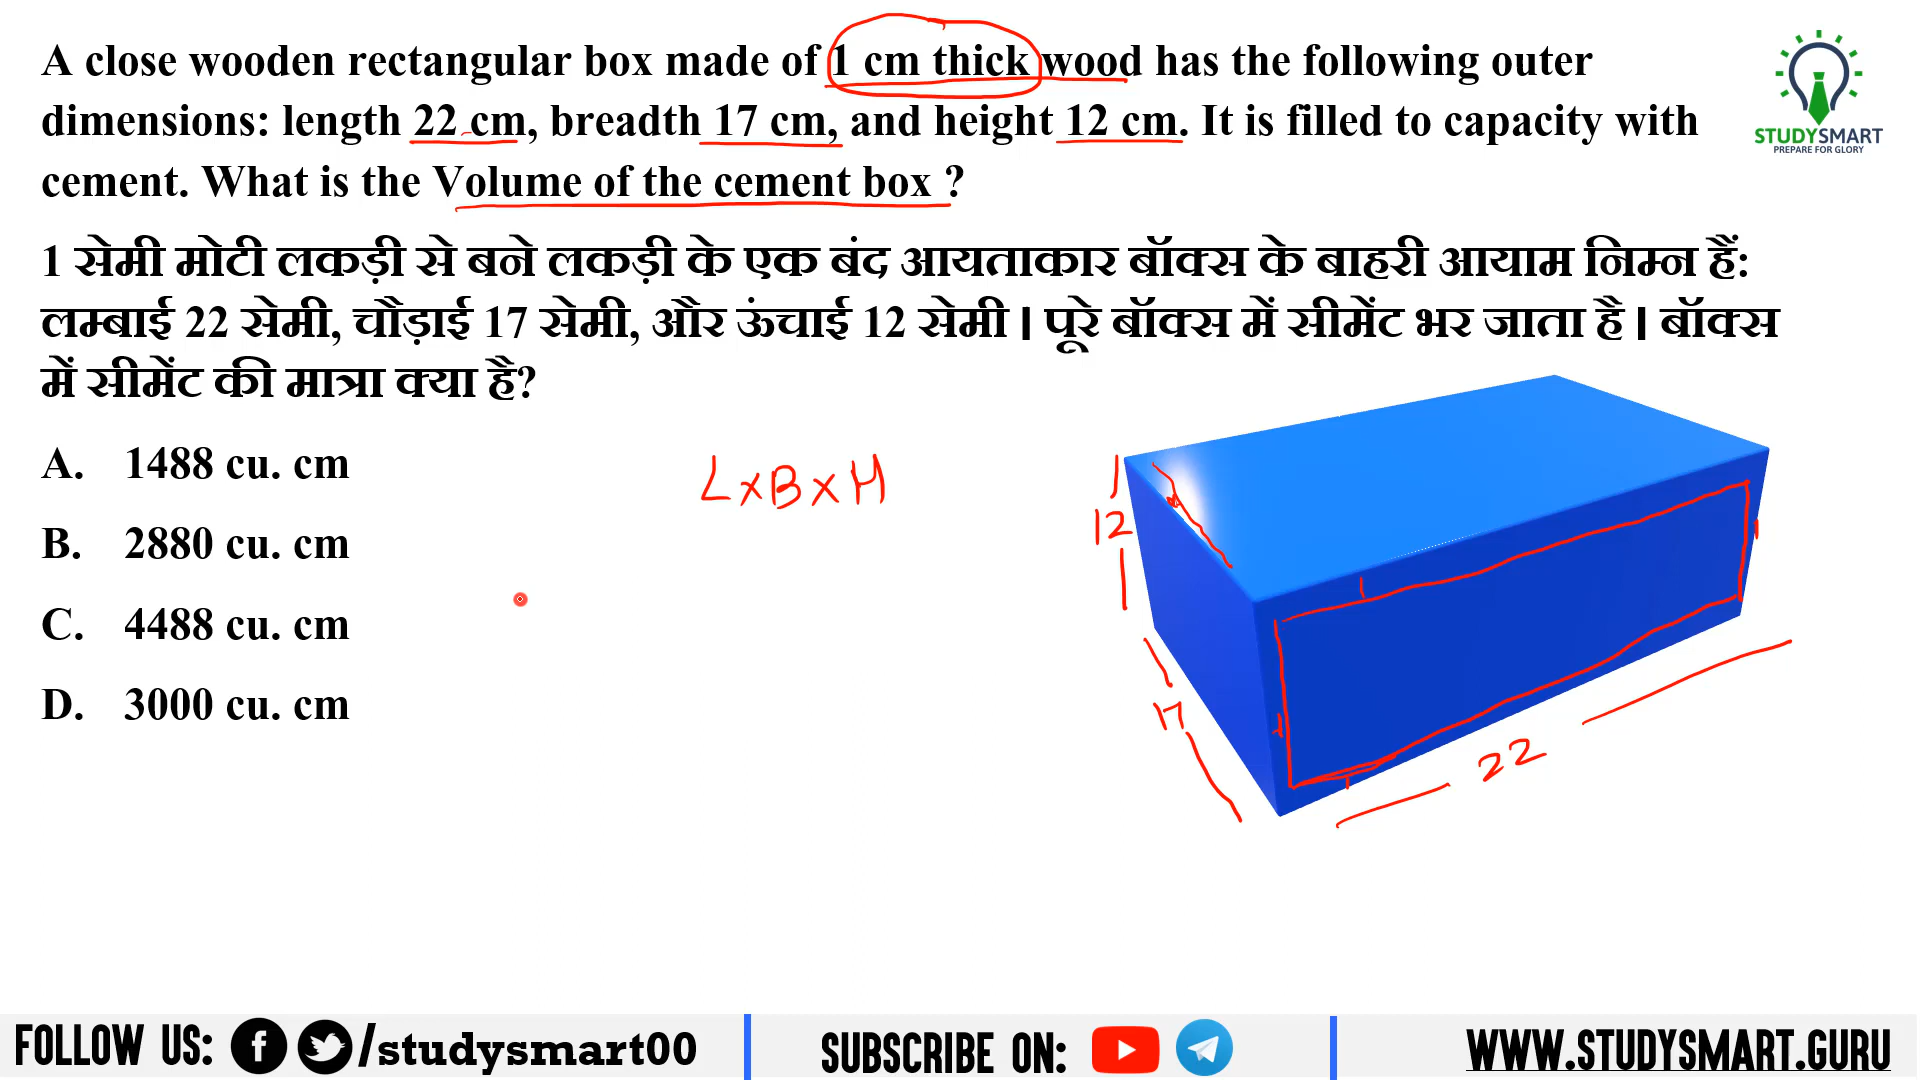 A close wooden rectangular box made of 1 cm thick wood has the following outer
dimensions: length 22 cm, breadth 17 cm, and height 12 cm. It is filled to capacity with
cement. What is the Volume of the cement box ?
STUDYSMART
PREPARE FOR GLORY
1 सेमी मोटी लकड़ी से बने लकड़ी के एक बंद आयताकार बॉक्स के बाहरी आयाम निम्न हैं:
लम्बाई 22 सेमी, चौड़ाई 17 सेमी, और ऊंचाई 12 सेमी । पूरे बॉक्स में सीमेंट भर जाता है । बॉक्स
में सीमेंट की मात्रा क्या है?
A. 1488 cu. cm
B. 2880 cu. cm
C. 4488 cu. cm
D. 3000 cu. cm
L×B×H
12
17
22
FOLLOW US: /studysmart00
SUBSCRIBE ON:
WWW.STUDYSMART.GURU